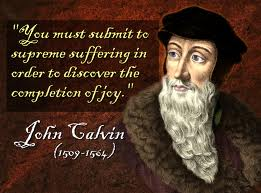 "You must submit to
supreme suffering in
order to discover the
completion of joy."
John Calvin
(1509-1564)